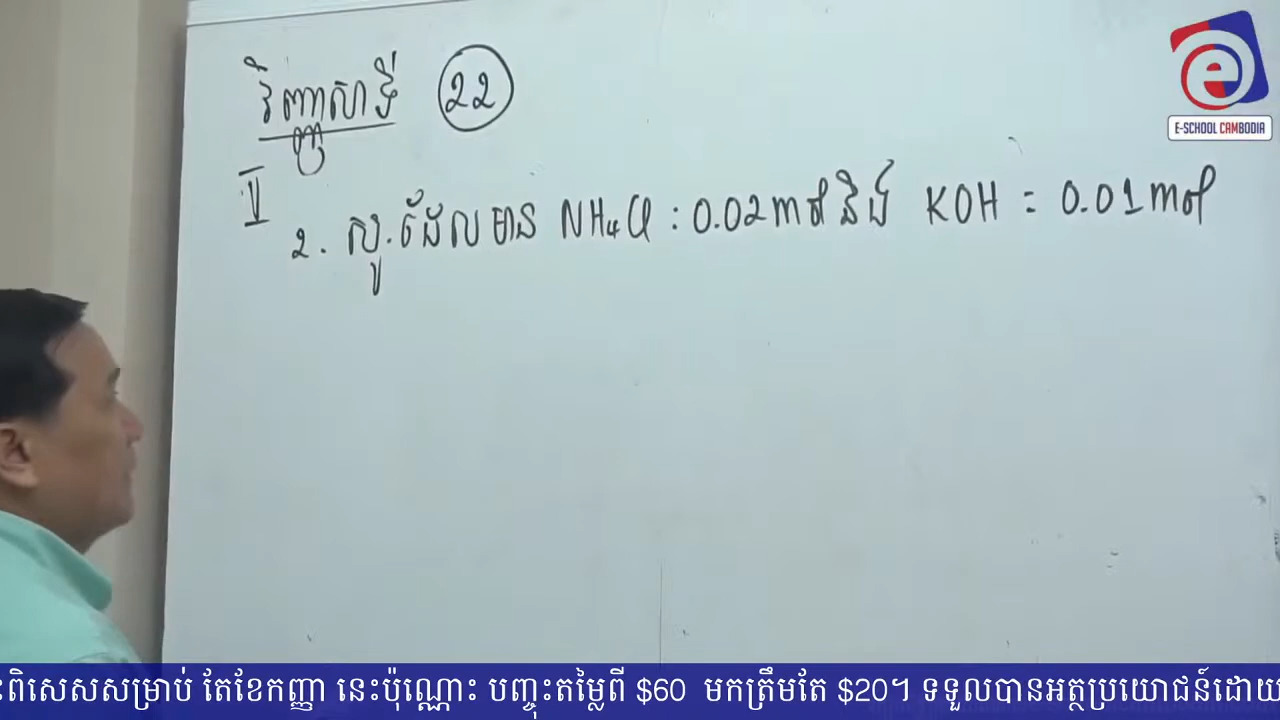 វិញ្ញាសាទី 22
E-SCHOOL CAMBODIA
IV
2. សូ.ដែលមាន NH₄Cl : 0.02mol និង KOH = 0.01mol
ពិសេសសម្រាប់ តែខែកញ្ញា នេះប៉ុណ្ណោះ បញ្ចុះតម្លៃពី $60 មកត្រឹមតែ $20។ ទទួលបានអត្ថប្រយោជន៍ដោយ